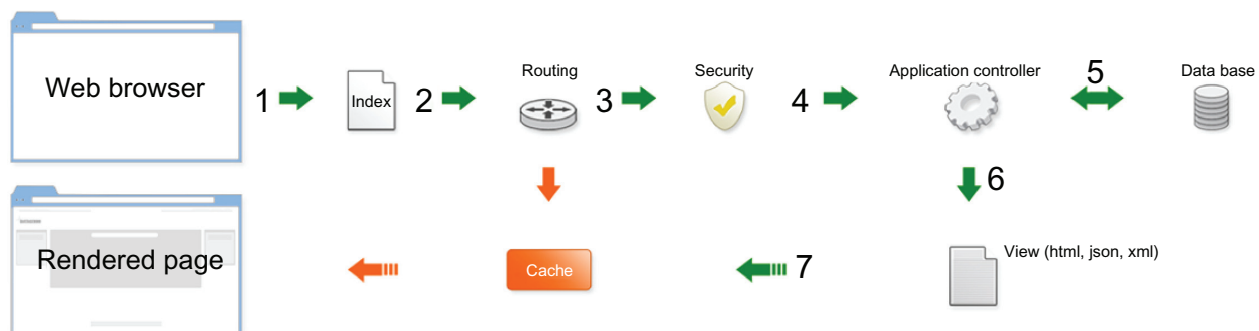 Web browser
1
Index
2
Routing
3
Security
4
Application controller
5
Data base
6
View (html, json, xml)
7
Cache
Rendered page